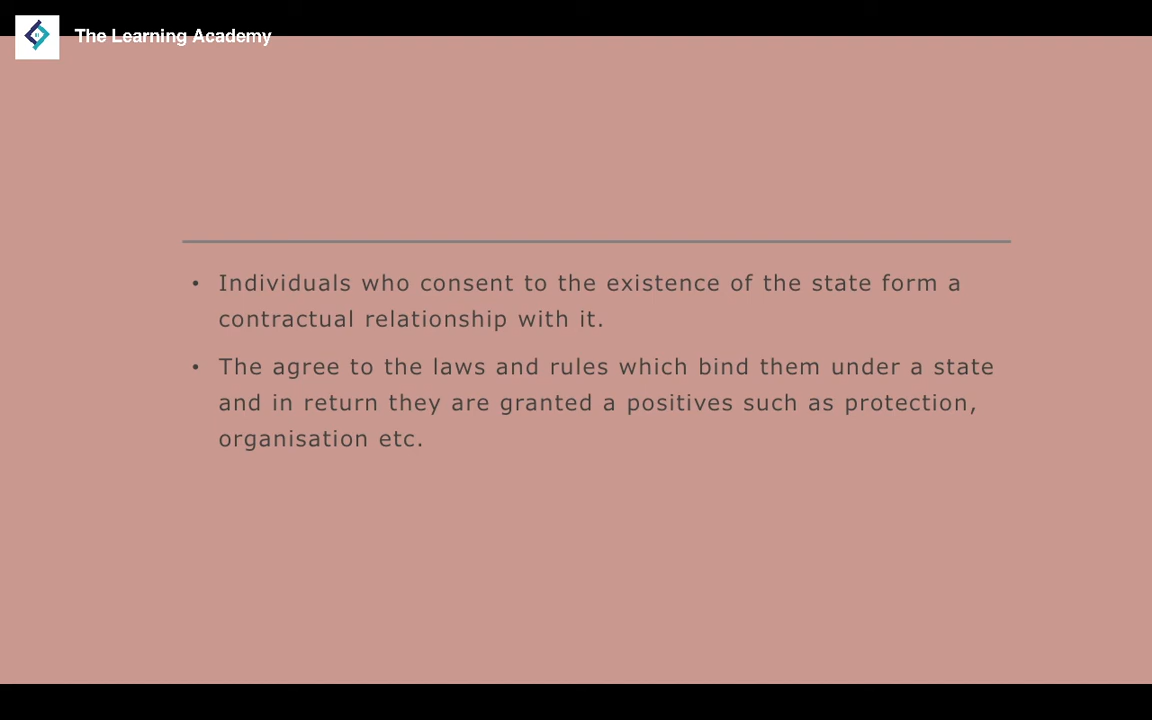 The Learning Academy
• Individuals who consent to the existence of the state form a
contractual relationship with it.
• The agree to the laws and rules which bind them under a state
and in return they are granted a positives such as protection,
organisation etc.